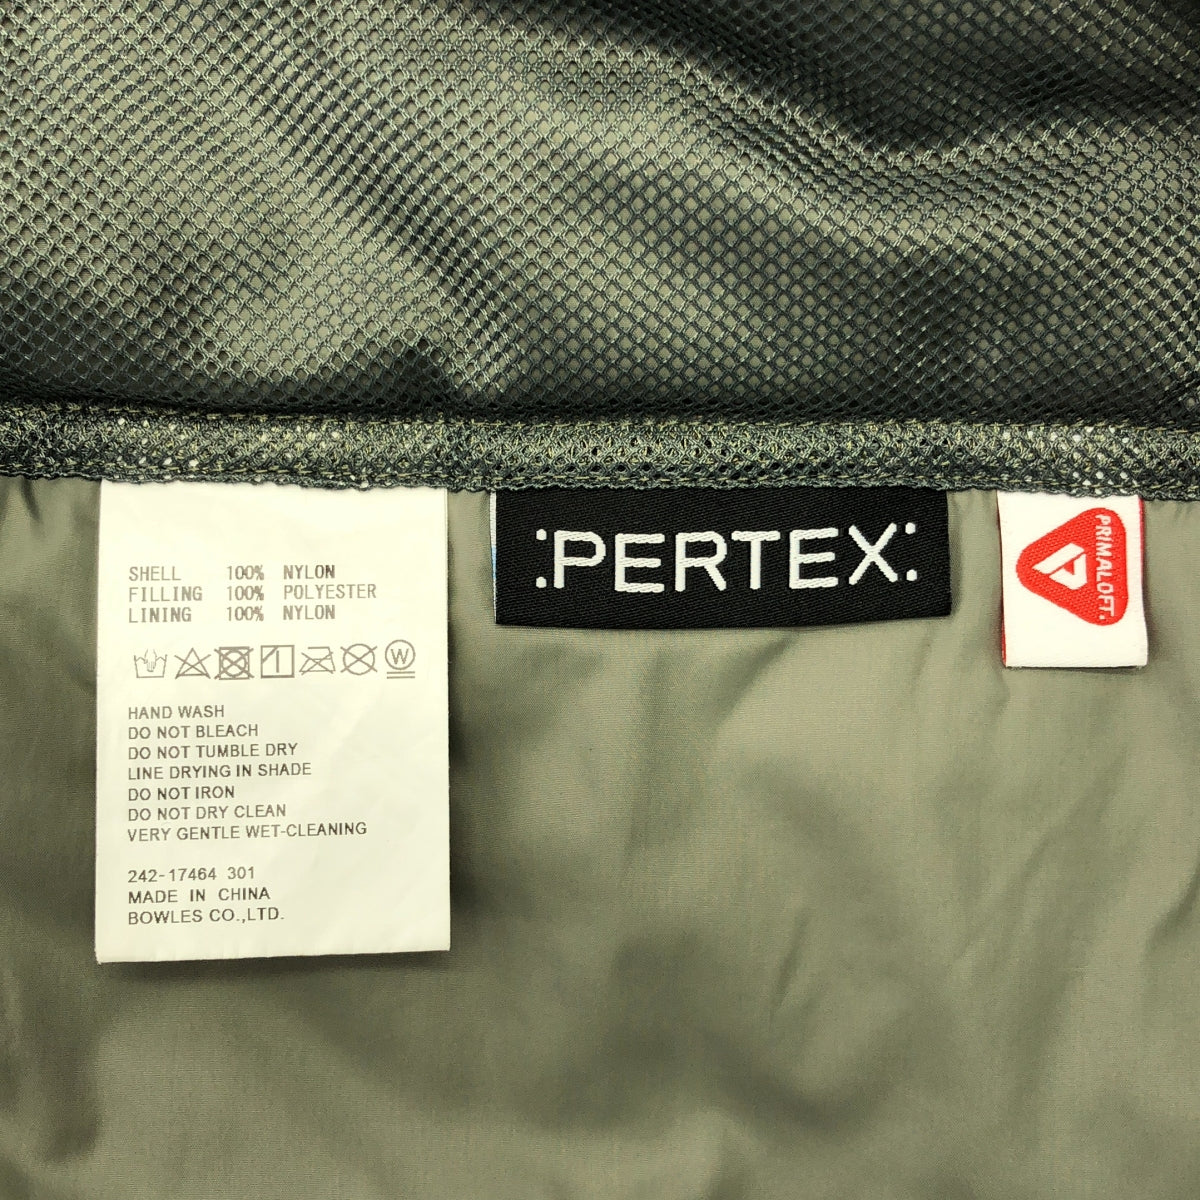 SHELL 100% NYLON
FILLING 100% POLYESTER
LINING 100% NYLON
W
HAND WASH
DO NOT BLEACH
DO NOT TUMBLE DRY
LINE DRYING IN SHADE
DO NOT IRON
DO NOT DRY CLEAN
VERY GENTLE WET-CLEANING
242-17464 301
MADE IN CHINA
BOWLES CO.,LTD.
:PERTEX:
PRIMALOFT.